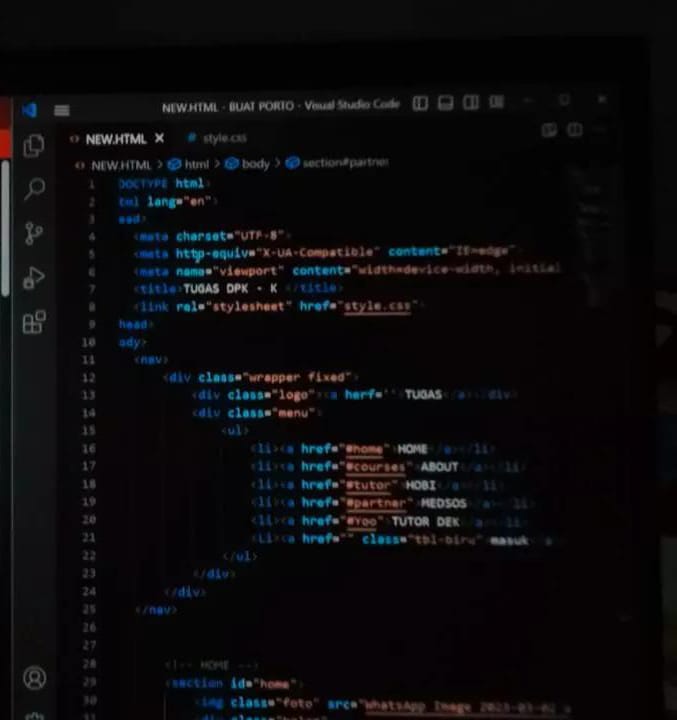 NEW.HTML - BUAT PORTO - Visual Studio Code
<> NEW.HTML X # style.css
<> NEW.HTML > html > body > section#partner
1 DOCTYPE html>
2 tml lang="en">
3 ead>
4 <meta charset="UTF-8">
5 <meta http-equiv="X-UA-Compatible" content="IE=edge">
6 <meta name="viewport" content="width=device-width, initial
7 <title>TUGAS DPK - K </title>
8 <link rel="stylesheet" href="style.css">
9 head>
10 ody>
11 <nav>
12 <div class="wrapper fixed">
13 <div class="logo"><a herf=''>TUGAS</a></div>
14 <div class="menu">
15 <ul>
16 <li><a href="#home">HOME</a></li>
17 <li><a href="#courses">ABOUT</a></li>
18 <li><a href="#tutor">HOBI</a></li>
19 <li><a href="#partner">MEDSOS</a></li>
20 <li><a href="#Yoo">TUTOR DEK</a></li>
21 <Li><a href="" class="tbl-biru">masuk</a>
22 </ul>
23 </div>
24 </div>
25 </nav>
26
27
28 <!-- HOME -->
29 <section id="home">
30 <img class="foto" src="WhatsApp Image 2023-03-02
31 <div class=